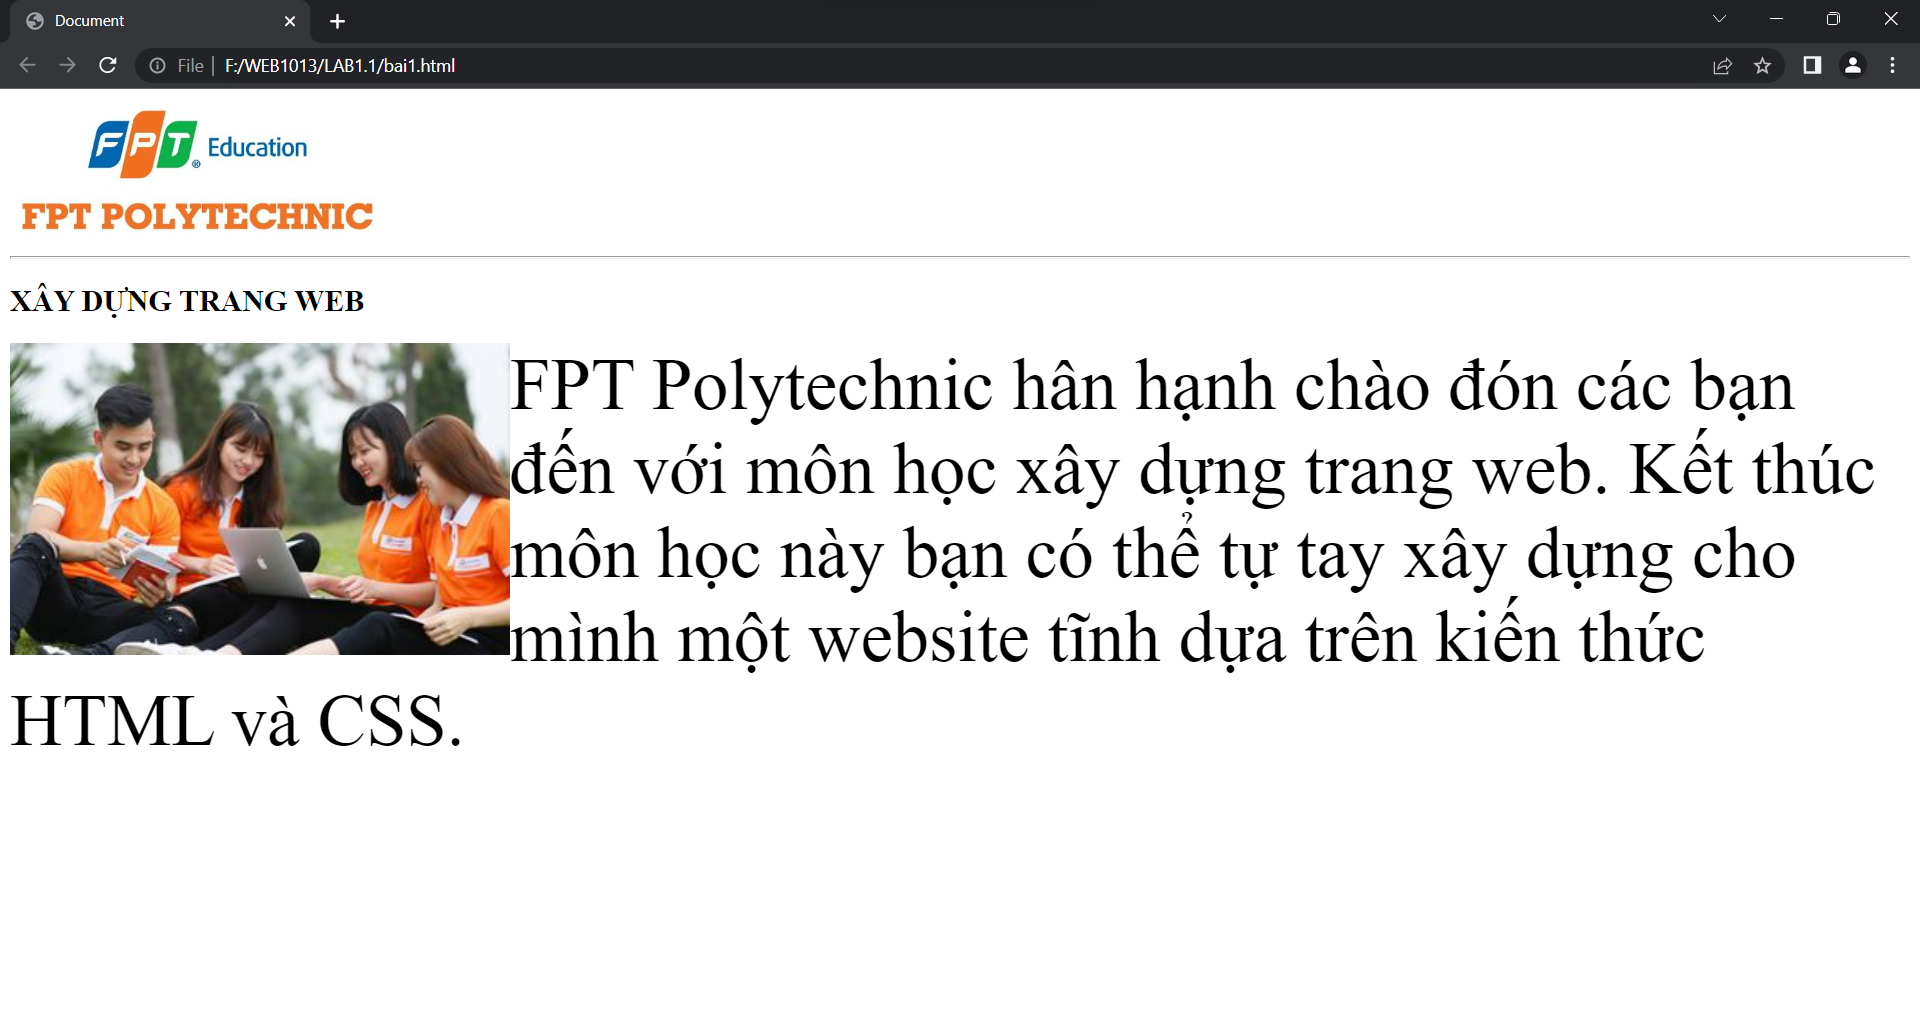 Document
File
F:/WEB1013/LAB1.1/bai1.html
FPT® Education
FPT POLYTECHNIC
XÂY DỰNG TRANG WEB
FPT Polytechnic hân hạnh chào đón các bạn
đến với môn học xây dựng trang web. Kết thúc
môn học này bạn có thể tự tay xây dựng cho
mình một website tĩnh dựa trên kiến thức
HTML và CSS.